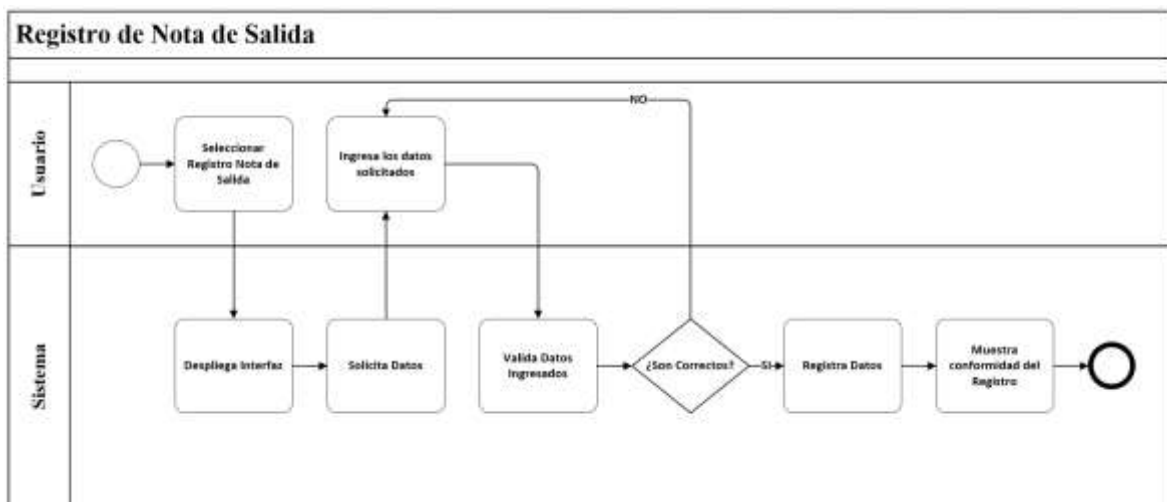 Registro de Nota de Salida
Usuario
Seleccionar
Registro Nota de
Salida
Ingresa los datos
solicitados
NO
Sistema
Despliega Interfaz
Solicita Datos
Valida Datos
Ingresados
¿Son Correctos?
SI
Registra Datos
Muestra
conformidad del
Registro